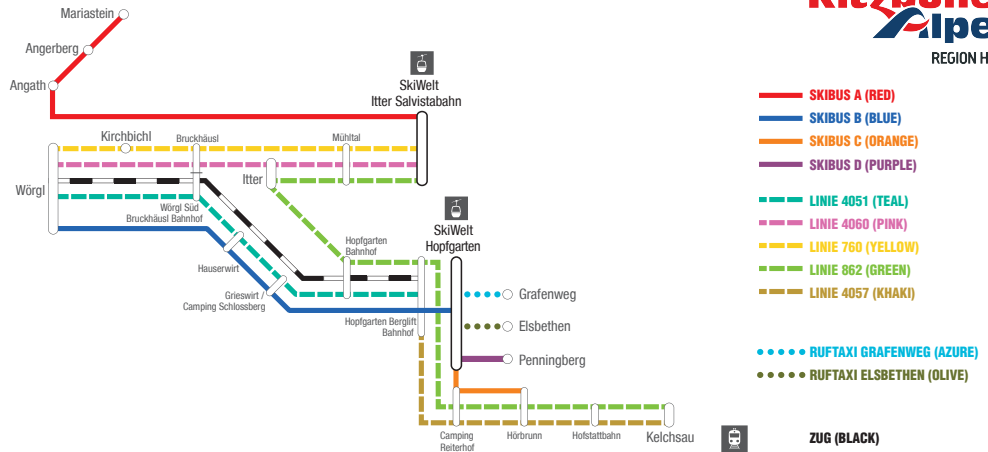 Mariastein
Angerberg
Angath
SkiWelt
Itter Salvistabahn
Kirchbichl
Bruckhäusl
Mühltal
Wörgl
Itter
Wörgl Süd
Bruckhäusl Bahnhof
SkiWelt
Hopfgarten
Hopfgarten
Bahnhof
Hauserwirt
Grieswirt /
Camping Schlossberg
Hopfgarten Berglift
Bahnhof
Grafenweg
Elsbethen
Penningberg
Camping
Reiterhof
Hörbrunn
Hofstattbahn
Kelchsau
REGION H
SKIBUS A (RED)
SKIBUS B (BLUE)
SKIBUS C (ORANGE)
SKIBUS D (PURPLE)
LINIE 4051 (TEAL)
LINIE 4060 (PINK)
LINIE 760 (YELLOW)
LINIE 862 (GREEN)
LINIE 4057 (KHAKI)
RUFTAXI GRAFENWEG (AZURE)
RUFTAXI ELSBETHEN (OLIVE)
ZUG (BLACK)